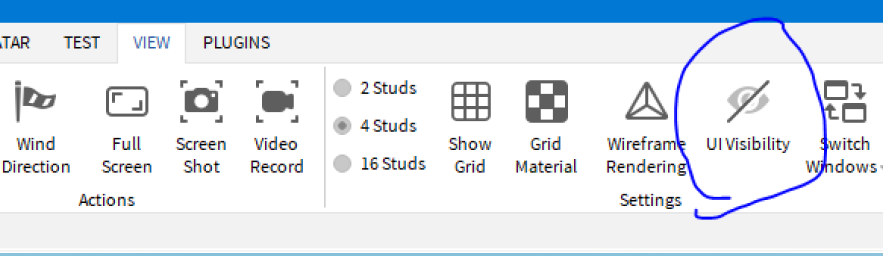 TAR TEST VIEW PLUGINS
Wind Direction
Full Screen
Screen Shot
Video Record
2 Studs
4 Studs
16 Studs
Show Grid
Grid Material
Wireframe Rendering
UI Visibility
Switch Windows
Actions
Settings